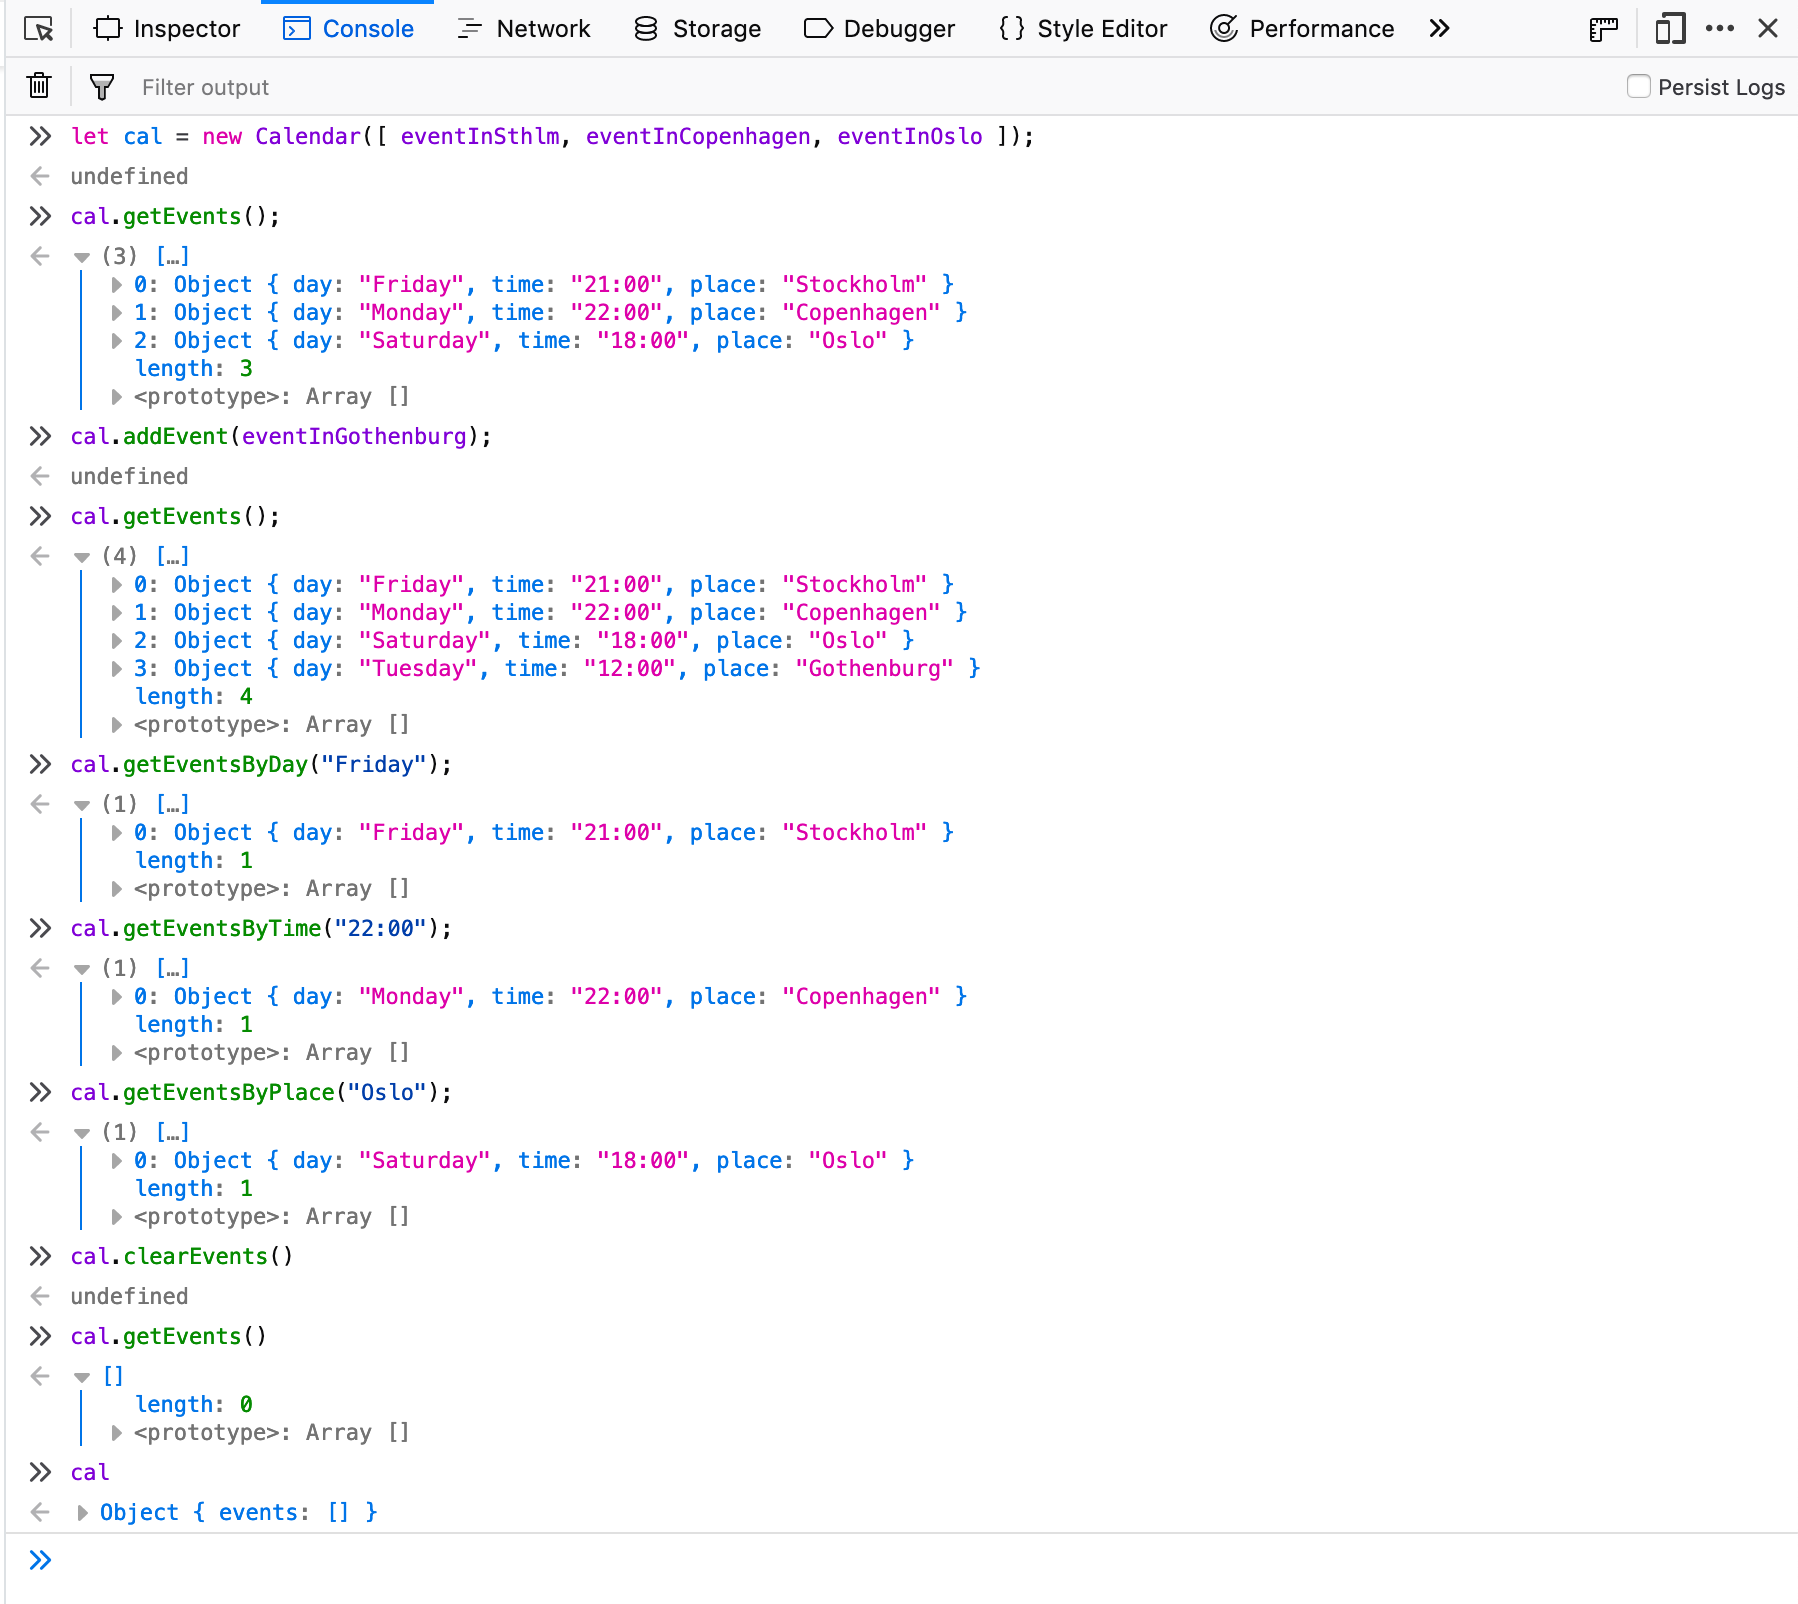 Inspector Console Network Storage Debugger {} Style Editor Performance
Filter output Persist Logs
let cal = new Calendar([ eventInSthlm, eventInCopenhagen, eventInOslo ]);
undefined
cal.getEvents();
(3) […]
0: Object { day: "Friday", time: "21:00", place: "Stockholm" }
1: Object { day: "Monday", time: "22:00", place: "Copenhagen" }
2: Object { day: "Saturday", time: "18:00", place: "Oslo" }
length: 3
<prototype>: Array []
cal.addEvent(eventInGothenburg);
undefined
cal.getEvents();
(4) […]
0: Object { day: "Friday", time: "21:00", place: "Stockholm" }
1: Object { day: "Monday", time: "22:00", place: "Copenhagen" }
2: Object { day: "Saturday", time: "18:00", place: "Oslo" }
3: Object { day: "Tuesday", time: "12:00", place: "Gothenburg" }
length: 4
<prototype>: Array []
cal.getEventsByDay("Friday");
(1) […]
0: Object { day: "Friday", time: "21:00", place: "Stockholm" }
length: 1
<prototype>: Array []
cal.getEventsByTime("22:00");
(1) […]
0: Object { day: "Monday", time: "22:00", place: "Copenhagen" }
length: 1
<prototype>: Array []
cal.getEventsByPlace("Oslo");
(1) […]
0: Object { day: "Saturday", time: "18:00", place: "Oslo" }
length: 1
<prototype>: Array []
cal.clearEvents()
undefined
cal.getEvents()
[]
length: 0
<prototype>: Array []
cal
Object { events: [] }